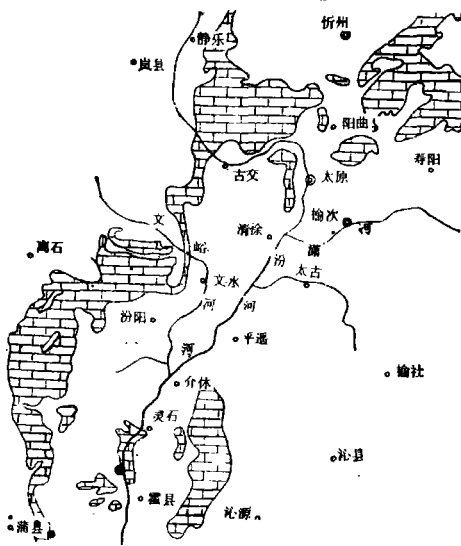 忻州
静乐
岚县
阳曲
寿阳
古交
太原
文
榆次
河
清徐
潇
离石
峪
汾
太古
文水
河
河
汾阳
平遥
河
榆社
介休
灵石
沁县
霍县
沁源
蒲县